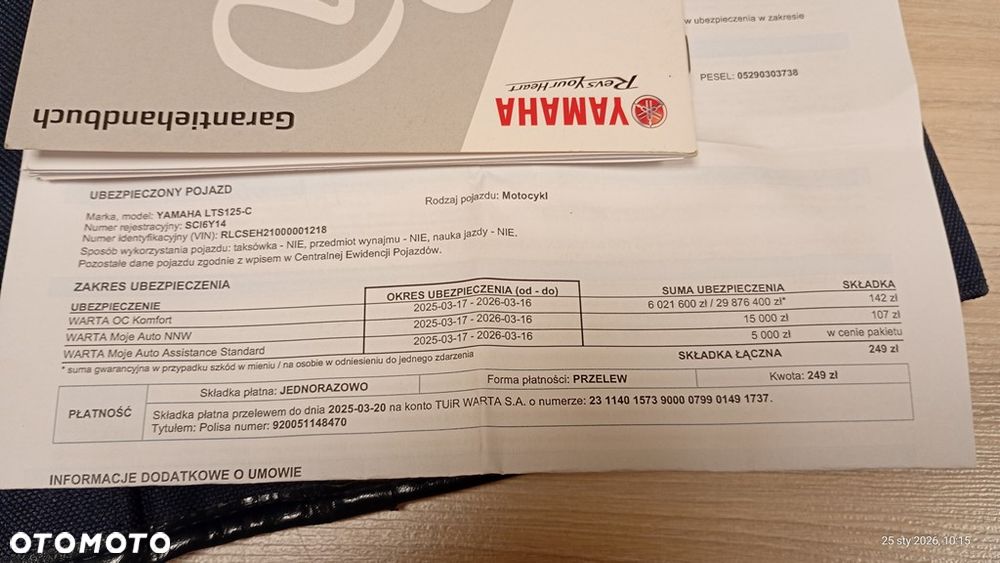 w ubezpieczenia w zakresie
PESEL: 05290303738
Garantiehandbuch
YAMAHA
Revs Your Heart
UBEZPIECZONY POJAZD
Marka, model: YAMAHA LTS125-C
Rodzaj pojazdu: Motocykl
Numer rejestracyjny: SCI6Y14
Numer identyfikacyjny (VIN): RLCSEH21000001218
Sposób wykorzystania pojazdu: taksówka - NIE, przedmiot wynajmu - NIE, nauka jazdy - NIE.
Pozostałe dane pojazdu zgodnie z wpisem w Centralnej Ewidencji Pojazdów.
ZAKRES UBEZPIECZENIA
UBEZPIECZENIE OKRES UBEZPIECZENIA (od - do) SUMA UBEZPIECZENIA SKŁADKA
WARTA OC Komfort 2025-03-17 - 2026-03-16 6 021 600 zł / 29 876 400 zł* 142 zł
WARTA Moje Auto NNW 2025-03-17 - 2026-03-16 15 000 zł 107 zł
WARTA Moje Auto Assistance Standard 2025-03-17 - 2026-03-16 5 000 zł w cenie pakietu
* suma gwarancyjna w przypadku szkód w mieniu / na osobie w odniesieniu do jednego zdarzenia
SKŁADKA ŁĄCZNA 249 zł
PŁATNOŚĆ
Składka płatna: JEDNORAZOWO Forma płatności: PRZELEW Kwota: 249 zł
Składka płatna przelewem do dnia 2025-03-20 na konto TUiR WARTA S.A. o numerze: 23 1140 1573 9000 0799 0149 1737.
Tytułem: Polisa numer: 920051148470
INFORMACJE DODATKOWE O UMOWIE
OTOMOTO
25 sty 2026, 10:15